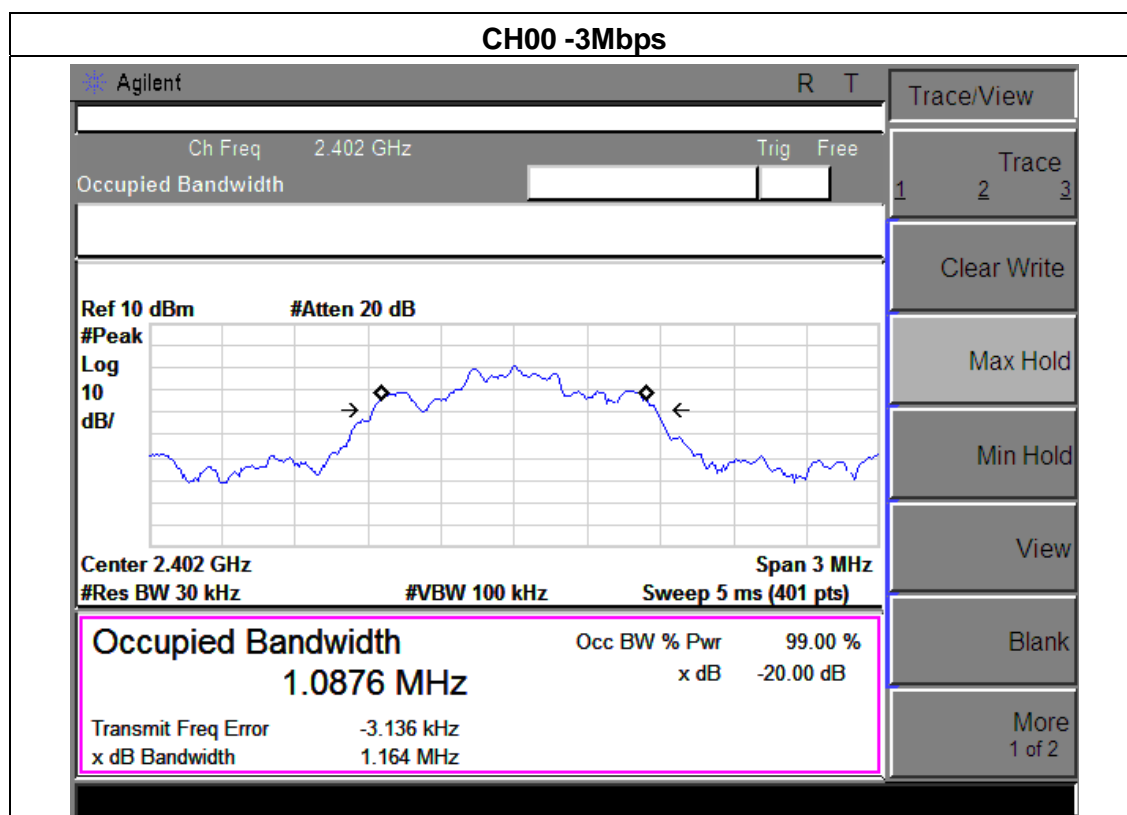 CH00 -3Mbps
Agilent R T
Ch Freq 2.402 GHz Trig Free
Occupied Bandwidth
Ref 10 dBm #Atten 20 dB
#Peak
Log
10
dB/
Center 2.402 GHz Span 3 MHz
#Res BW 30 kHz #VBW 100 kHz Sweep 5 ms (401 pts)
Occupied Bandwidth Occ BW % Pwr 99.00 %
1.0876 MHz x dB -20.00 dB
Transmit Freq Error -3.136 kHz
x dB Bandwidth 1.164 MHz
Trace/View
Trace
1 2 3
Clear Write
Max Hold
Min Hold
View
Blank
More
1 of 2